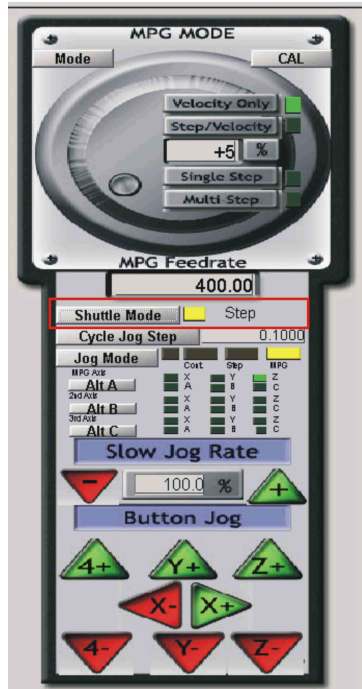 MPG MODE
Mode CAL
Velocity Only
Step/Velocity
+5 %
Single Step
Multi-Step
MPG Feedrate
400.00
Shuttle Mode Step
Cycle Jog Step 0.1000
Jog Mode Cont. Step MPG
MPG Axis X Y Z
Alt A A B C
2nd Axis X Y Z
Alt B A B C
3rd Axis X Y Z
Alt C A B C
Slow Jog Rate
- 100.0 % +
Button Jog
4+ Y+ Z+
X- X+
4- Y- Z-